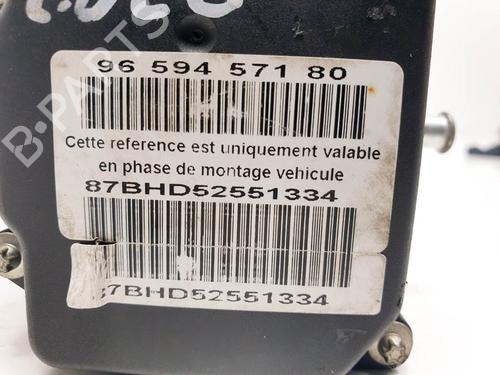 96 594 571 80
Cette reference est uniquement valable
en phase de montage vehicule
87BHD52551334
87BHD52551334
B-PARTS